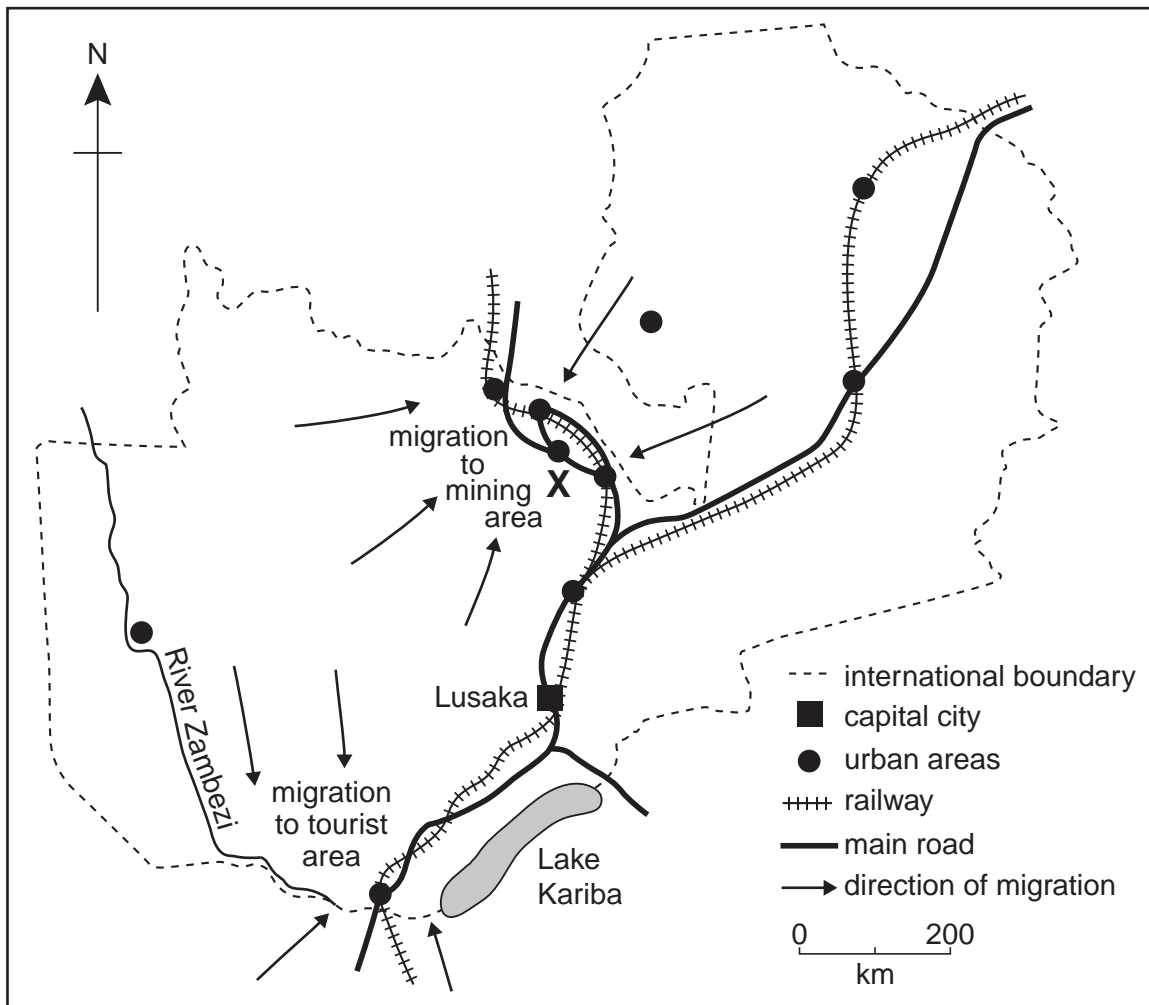 N
migration
to
mining
area
X
River Zambezi
Lusaka
migration
to tourist
area
Lake
Kariba
international boundary
capital city
urban areas
railway
main road
direction of migration
0 200
km